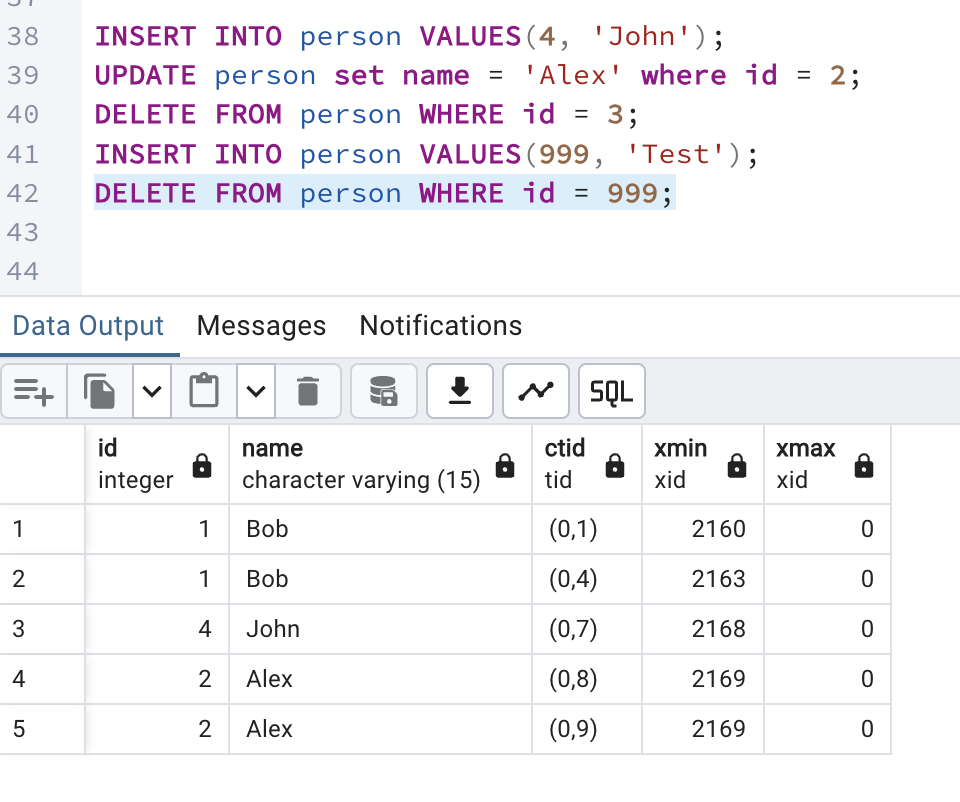 37
38 INSERT INTO person VALUES(4, 'John');
39 UPDATE person set name = 'Alex' where id = 2;
40 DELETE FROM person WHERE id = 3;
41 INSERT INTO person VALUES(999, 'Test');
42 DELETE FROM person WHERE id = 999;
43
44
Data Output Messages Notifications
SQL
id name ctid xmin xmax
integer character varying (15) tid xid xid
1 1 Bob (0,1) 2160 0
2 1 Bob (0,4) 2163 0
3 4 John (0,7) 2168 0
4 2 Alex (0,8) 2169 0
5 2 Alex (0,9) 2169 0